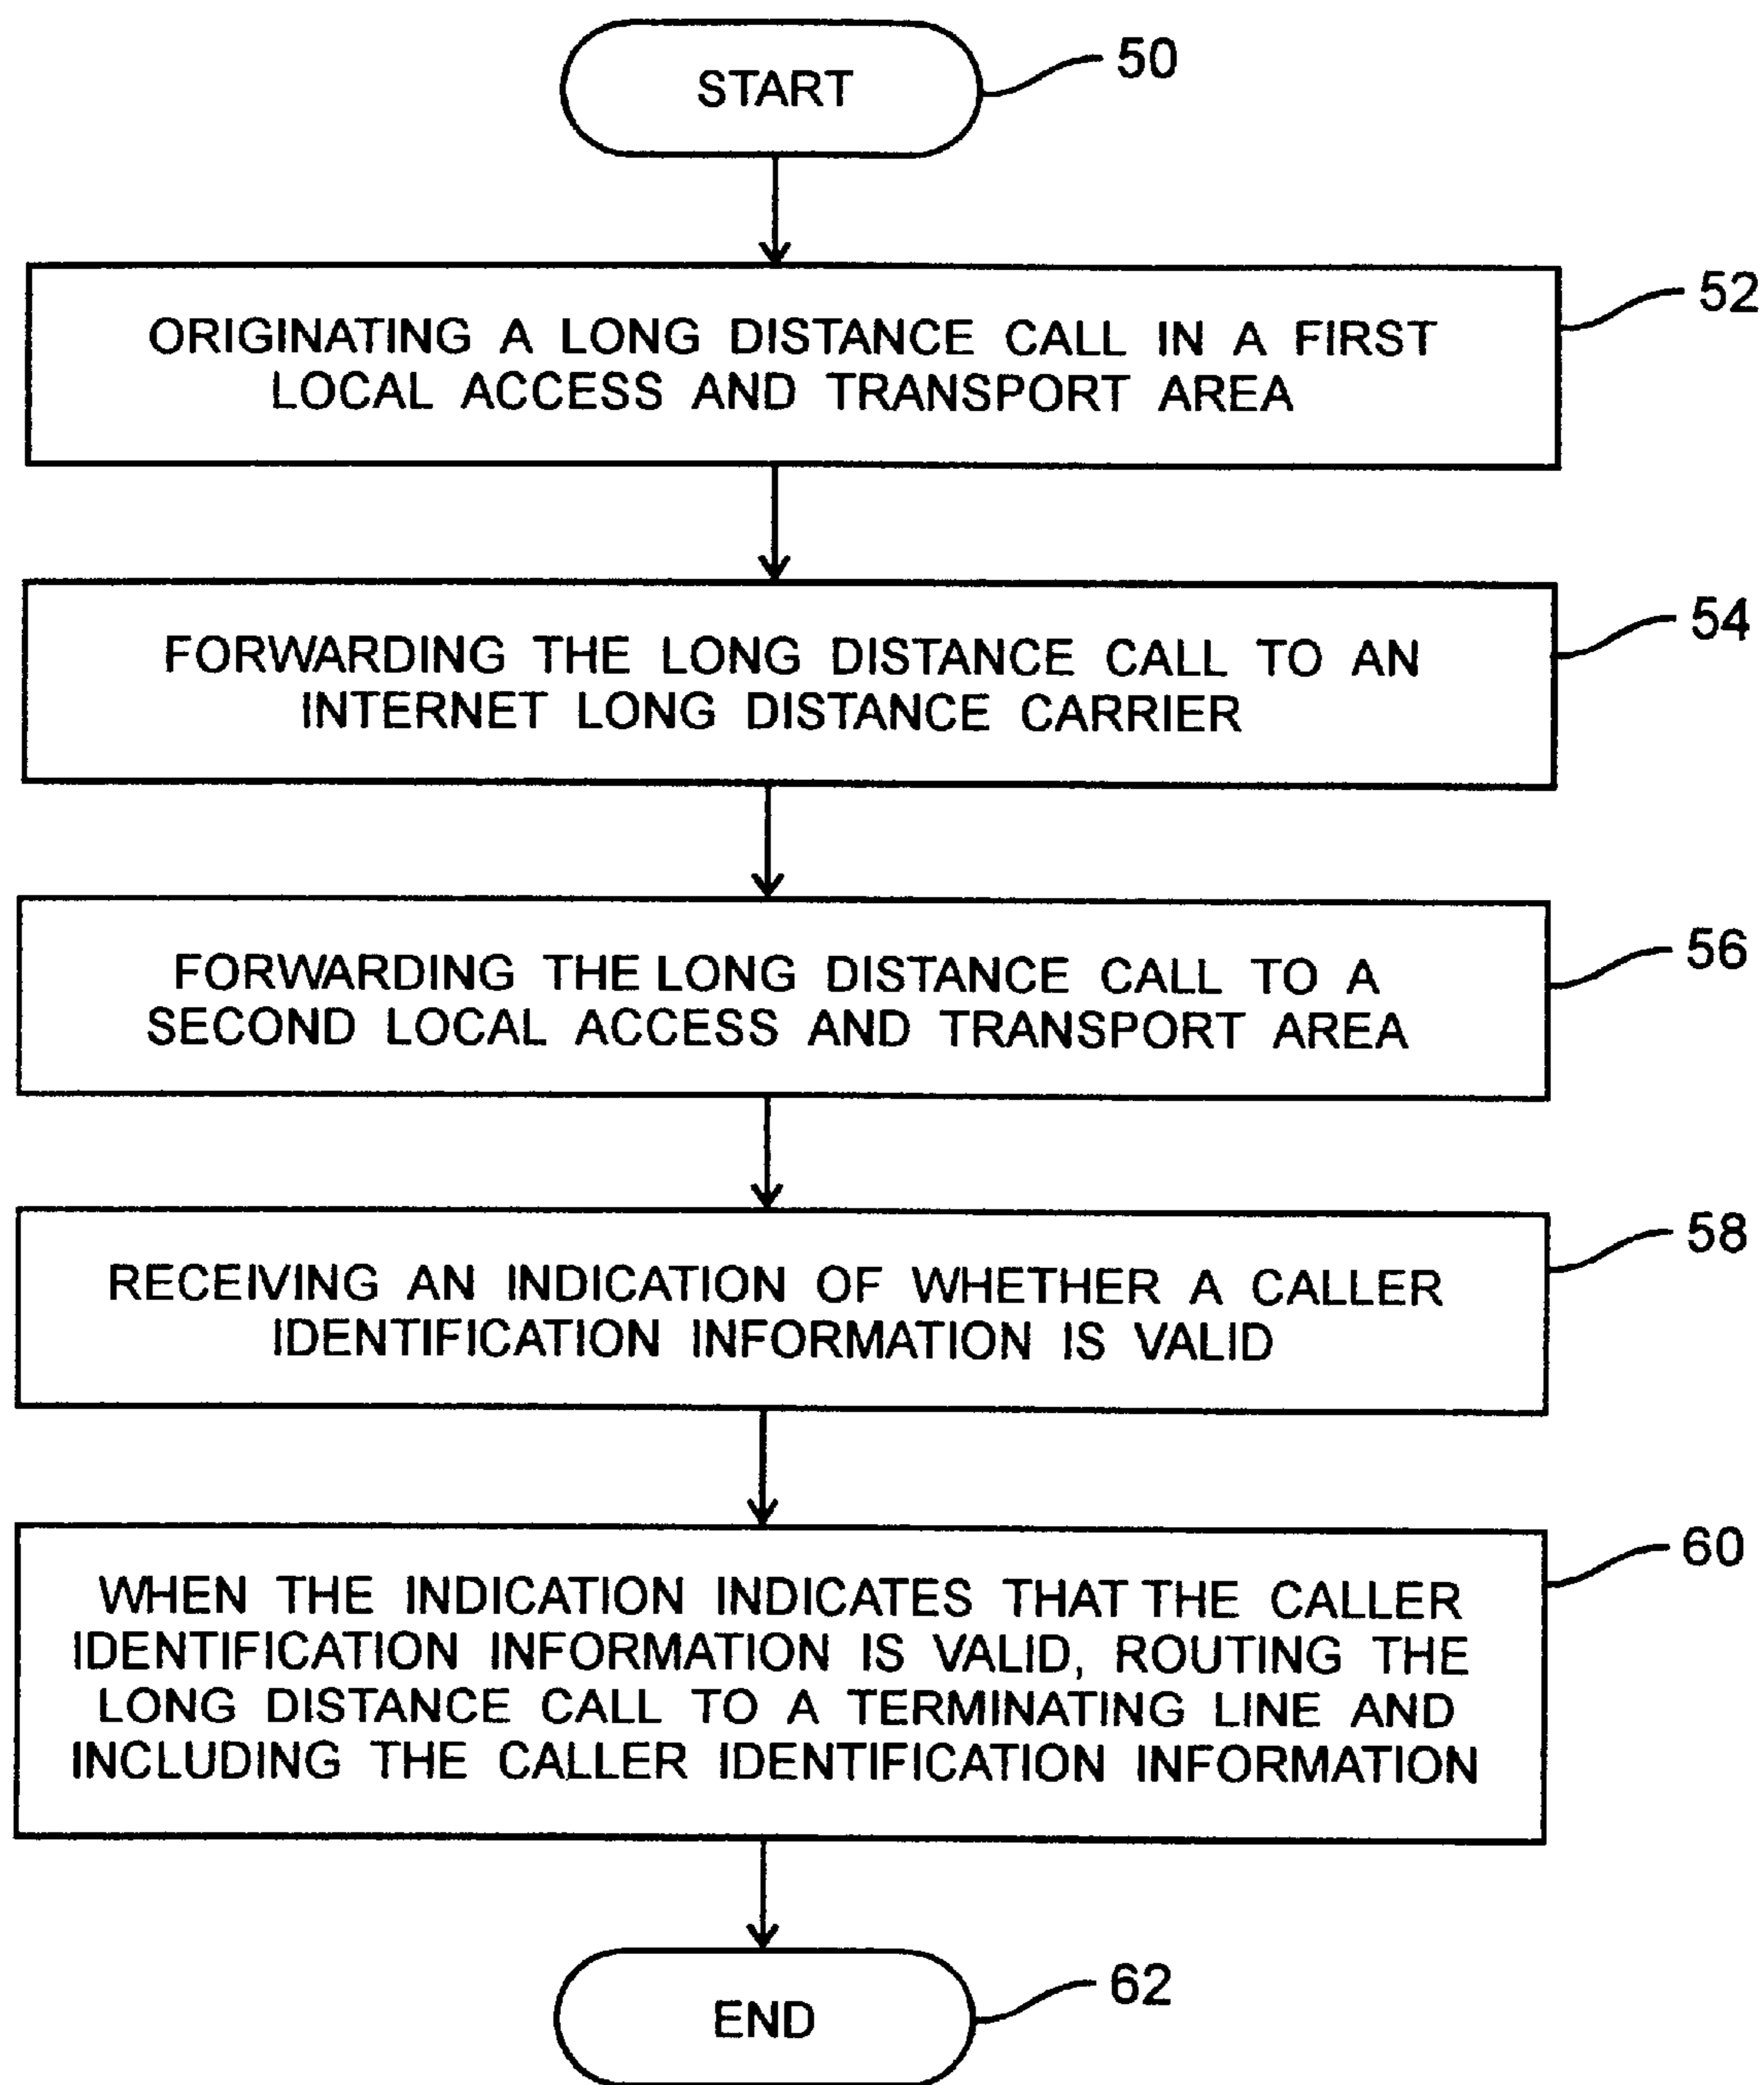 START
50
ORIGINATING A LONG DISTANCE CALL IN A FIRST
LOCAL ACCESS AND TRANSPORT AREA
52
FORWARDING THE LONG DISTANCE CALL TO AN
INTERNET LONG DISTANCE CARRIER
54
FORWARDING THE LONG DISTANCE CALL TO A
SECOND LOCAL ACCESS AND TRANSPORT AREA
56
RECEIVING AN INDICATION OF WHETHER A CALLER
IDENTIFICATION INFORMATION IS VALID
58
WHEN THE INDICATION INDICATES THAT THE CALLER
IDENTIFICATION INFORMATION IS VALID, ROUTING THE
LONG DISTANCE CALL TO A TERMINATING LINE AND
INCLUDING THE CALLER IDENTIFICATION INFORMATION
60
END
62